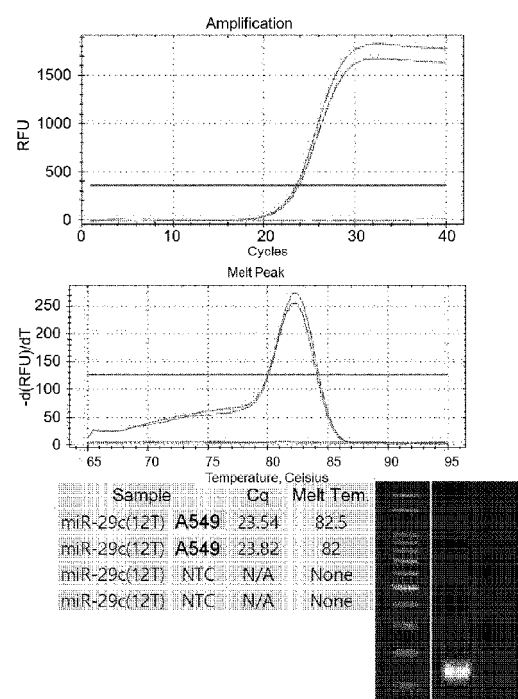 Amplification
RFU
1500
1000
500
0
0 10 20 30 40
Cycles
Melt Peak
-d(RFU)/dT
250
200
150
100
50
0
65 70 75 80 85 90 95
Temperature, Celsius
Sample Cq Melt Tem.
miR-29c(12T) A549 23.54 82.5
miR-29c(12T) A549 23.82 82
miR-29c(12T) NTC N/A None
miR-29c(12T) NTC N/A None